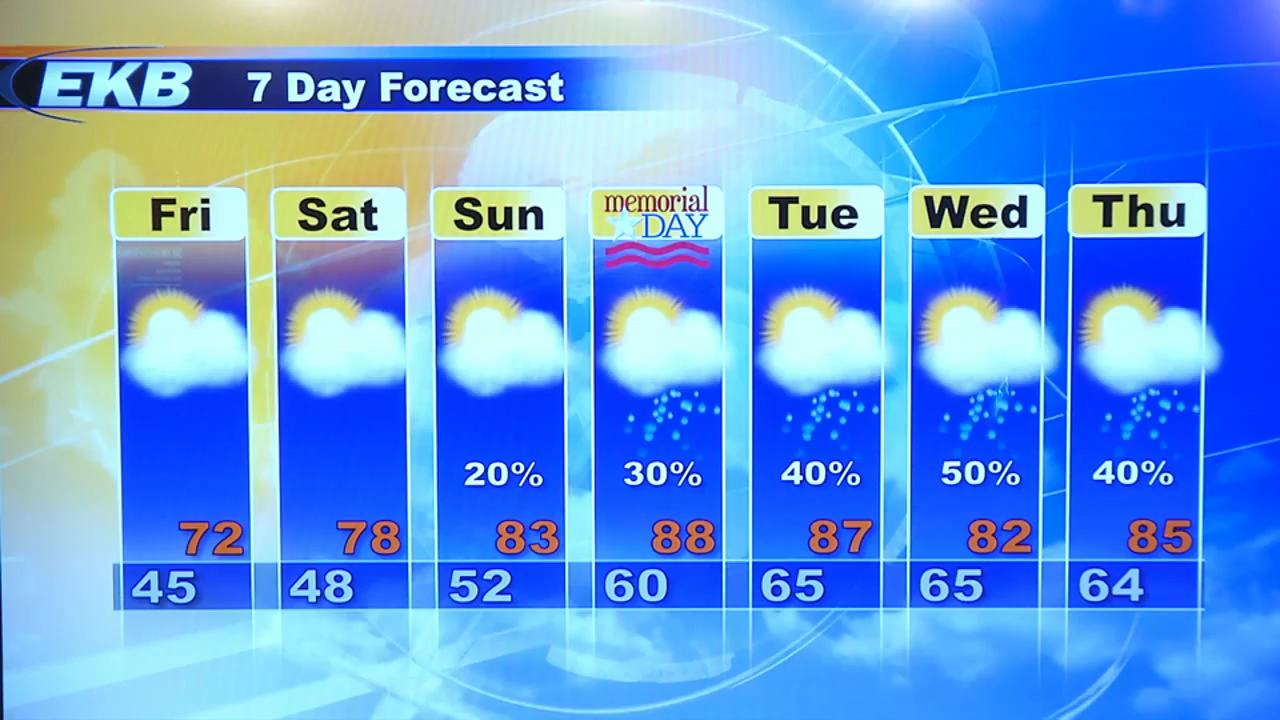 EKB 7 Day Forecast
Fri Sat Sun memorial DAY Tue Wed Thu
20% 30% 40% 50% 40%
72 78 83 88 87 82 85
45 48 52 60 65 65 64